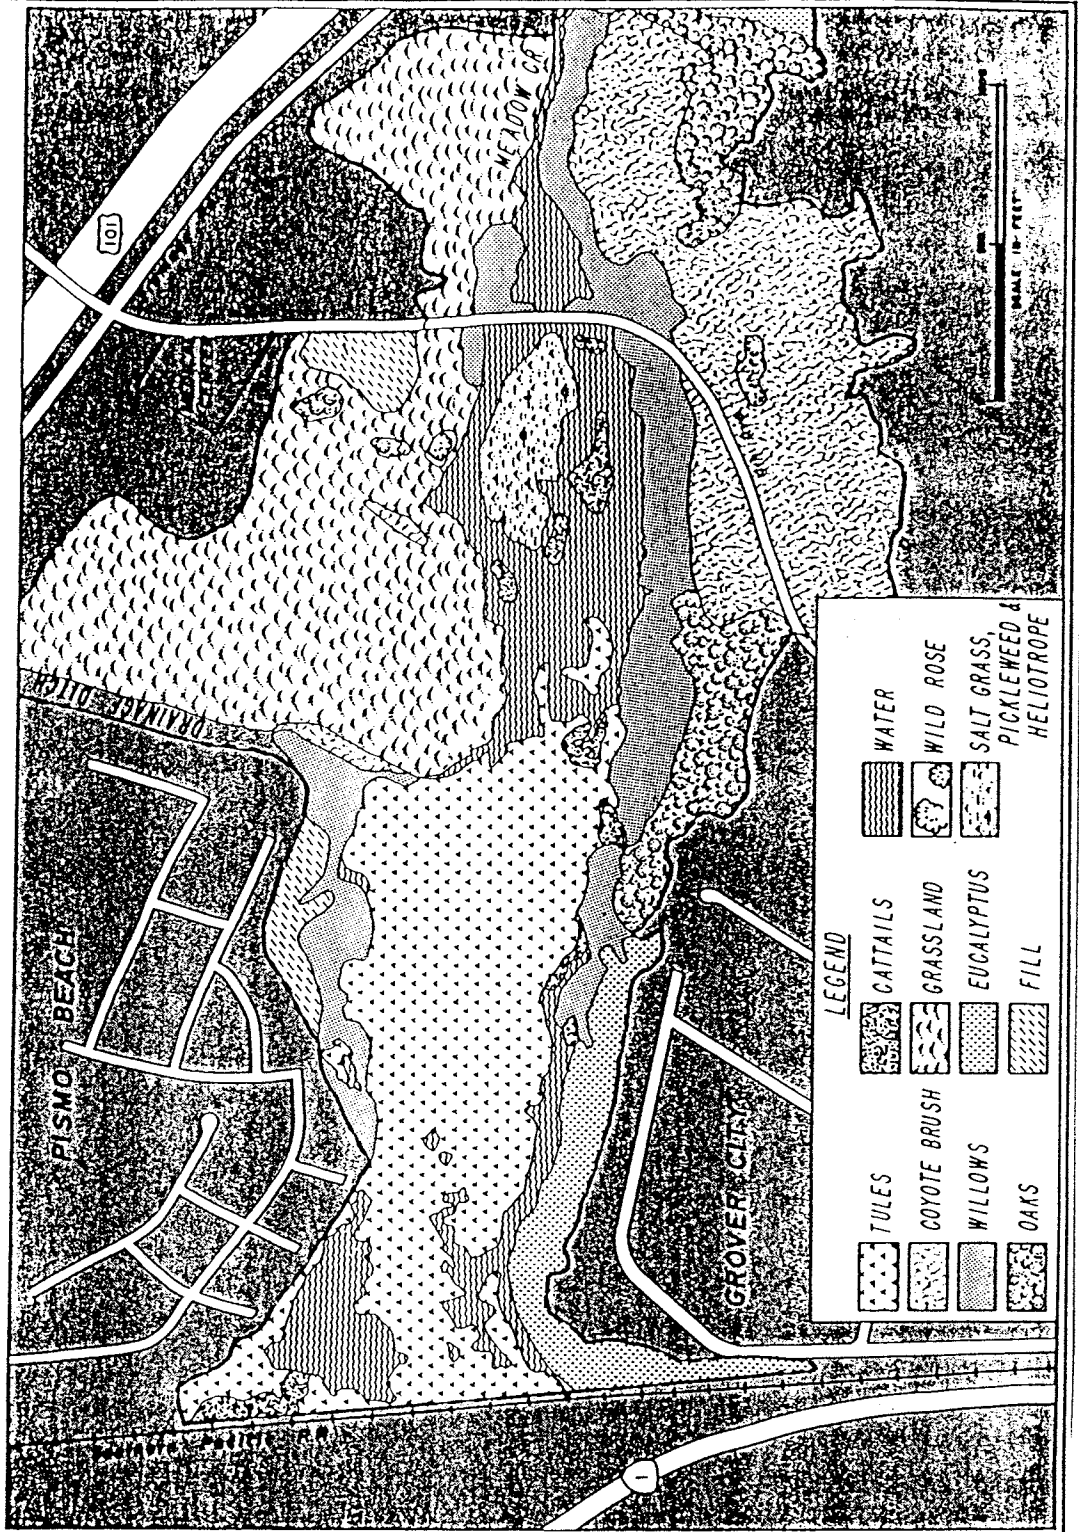 101
MEADOW CR.
DRAINAGE DITCH
PISMO BEACH
GROVER CITY
1
SCALE IN FEET
LEGEND
TULES
COYOTE BRUSH
WILLOWS
OAKS
CATTAILS
GRASSLAND
EUCALYPTUS
FILL
WATER
WILD ROSE
SALT GRASS,
PICKLEWEED &
HELIOTROPE